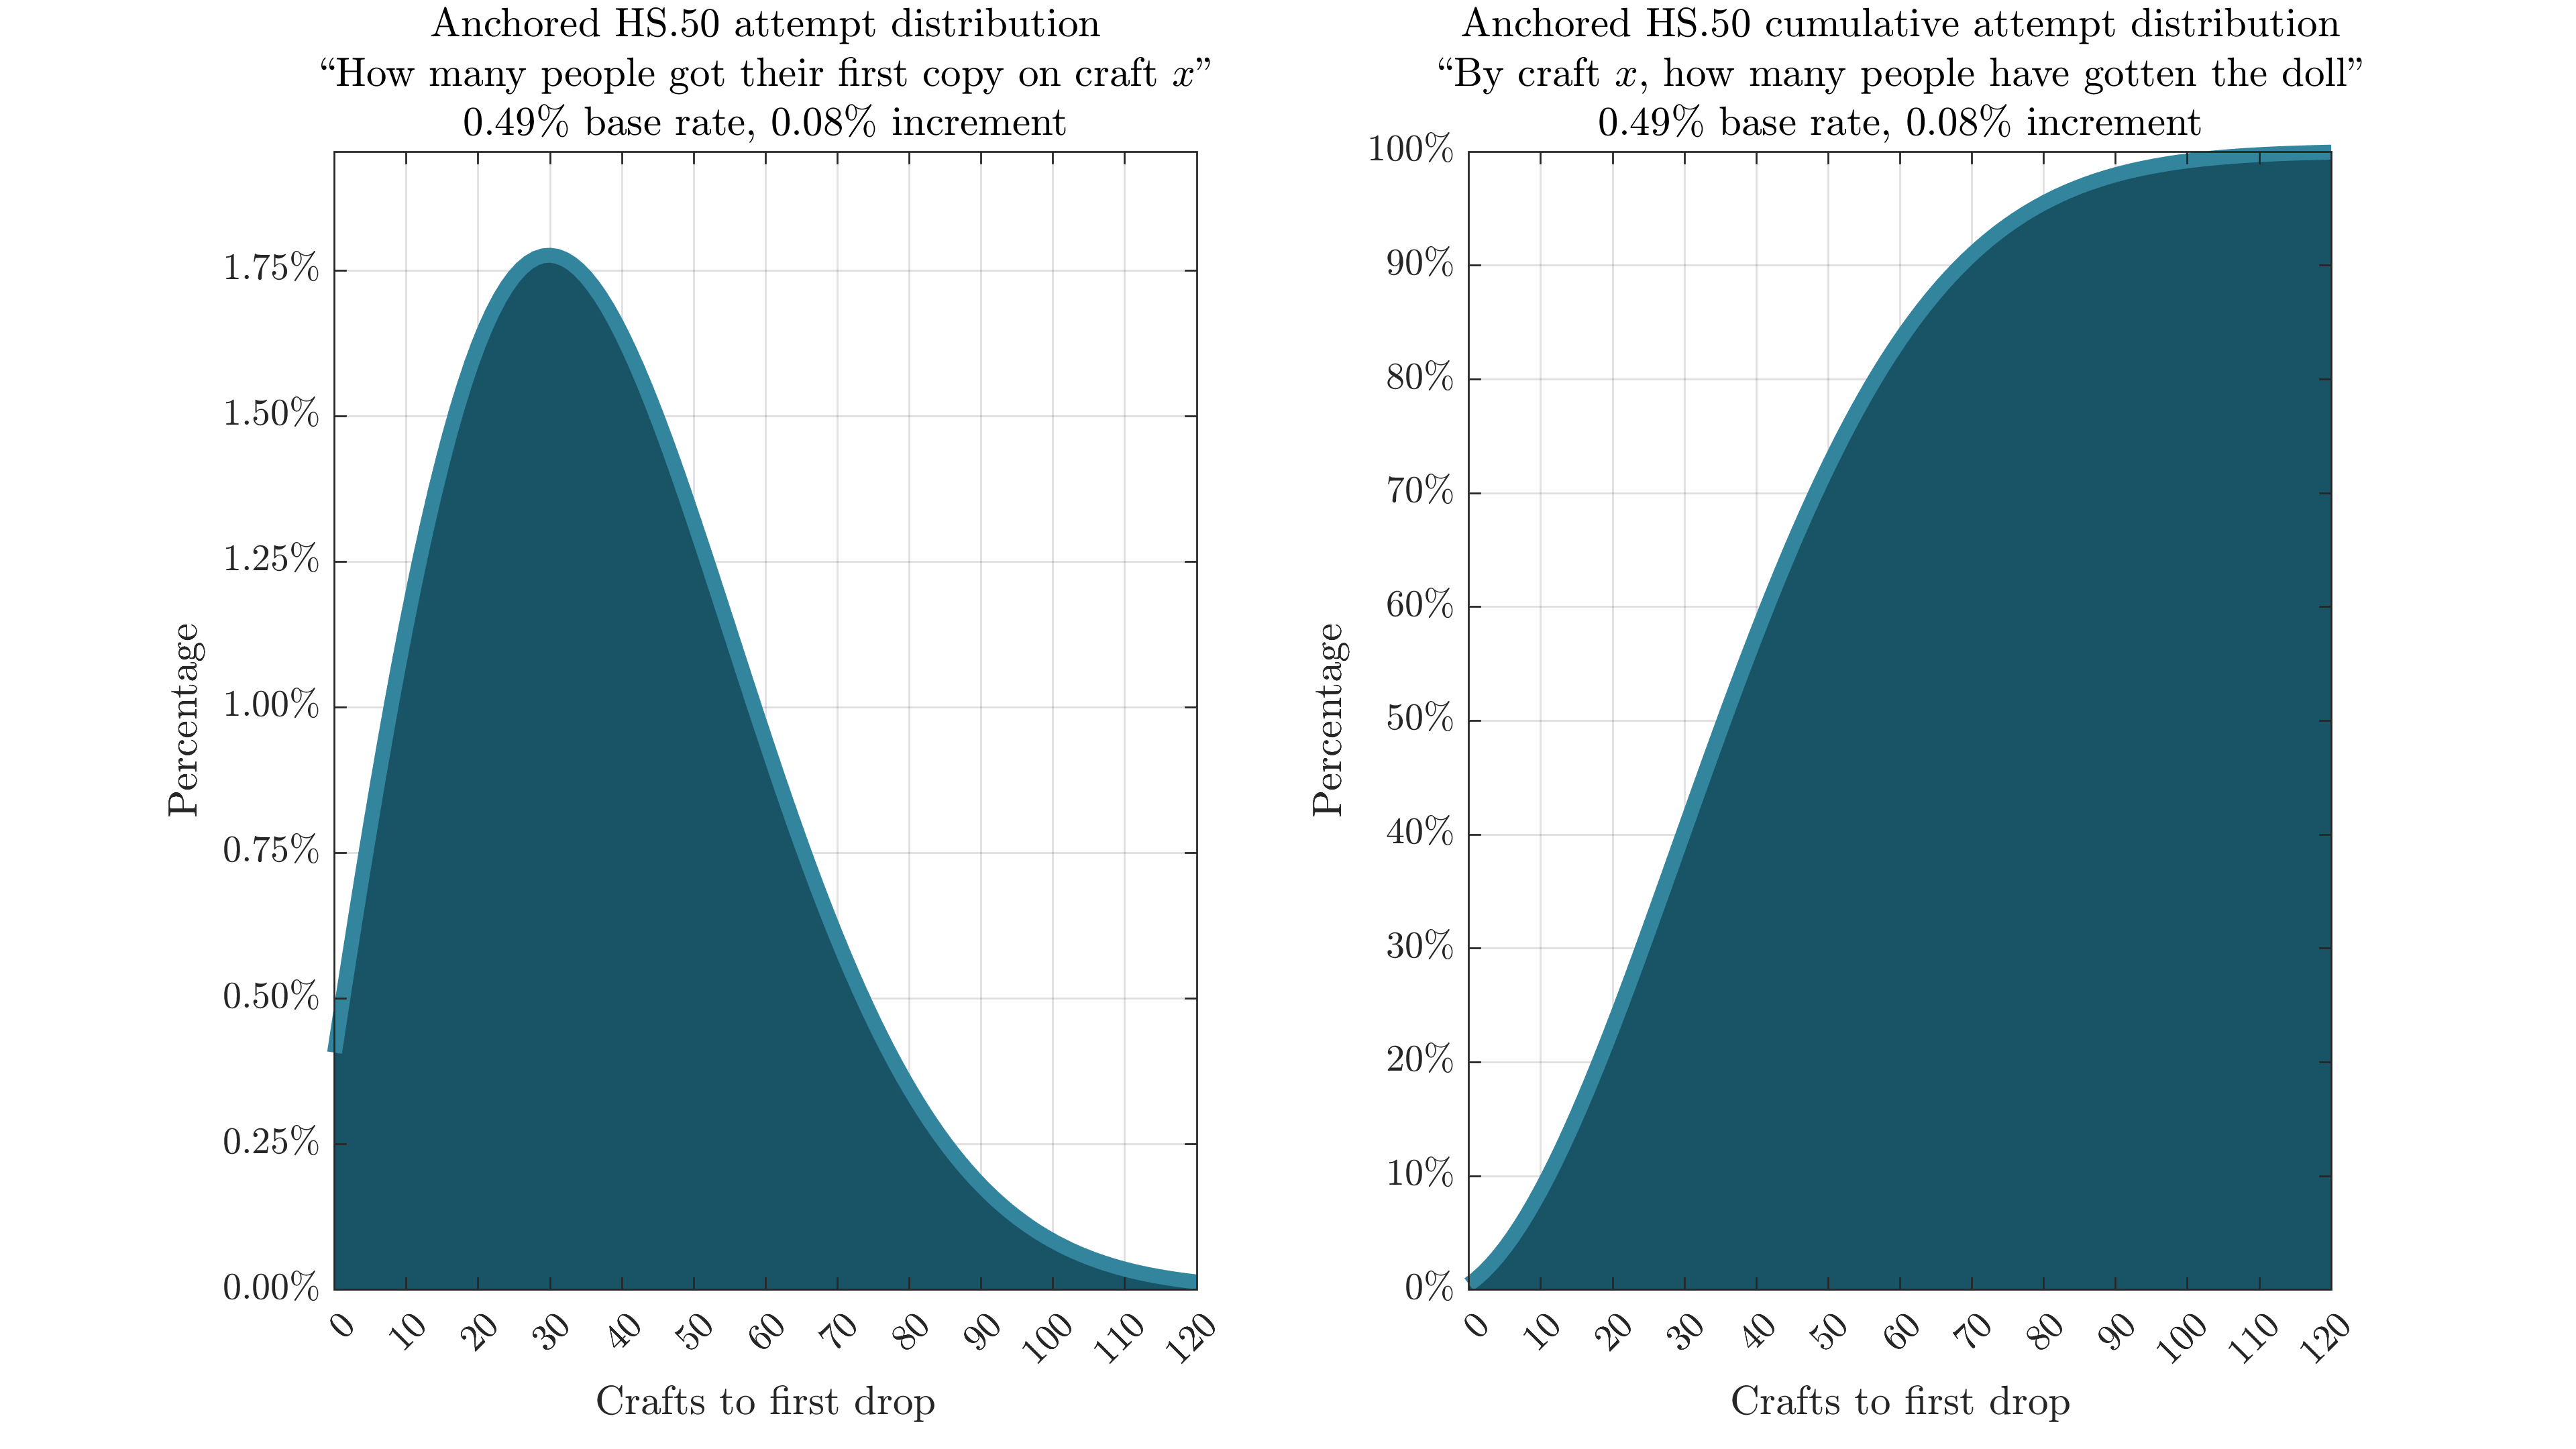 Anchored HS.50 attempt distribution
“How many people got their first copy on craft x”
0.49% base rate, 0.08% increment
1.75%
1.50%
1.25%
1.00%
0.75%
0.50%
0.25%
0.00%
Percentage
0 10 20 30 40 50 60 70 80 90 100 110 120
Crafts to first drop
Anchored HS.50 cumulative attempt distribution
“By craft x, how many people have gotten the doll”
0.49% base rate, 0.08% increment
100%
90%
80%
70%
60%
50%
40%
30%
20%
10%
0%
Percentage
0 10 20 30 40 50 60 70 80 90 100 110 120
Crafts to first drop